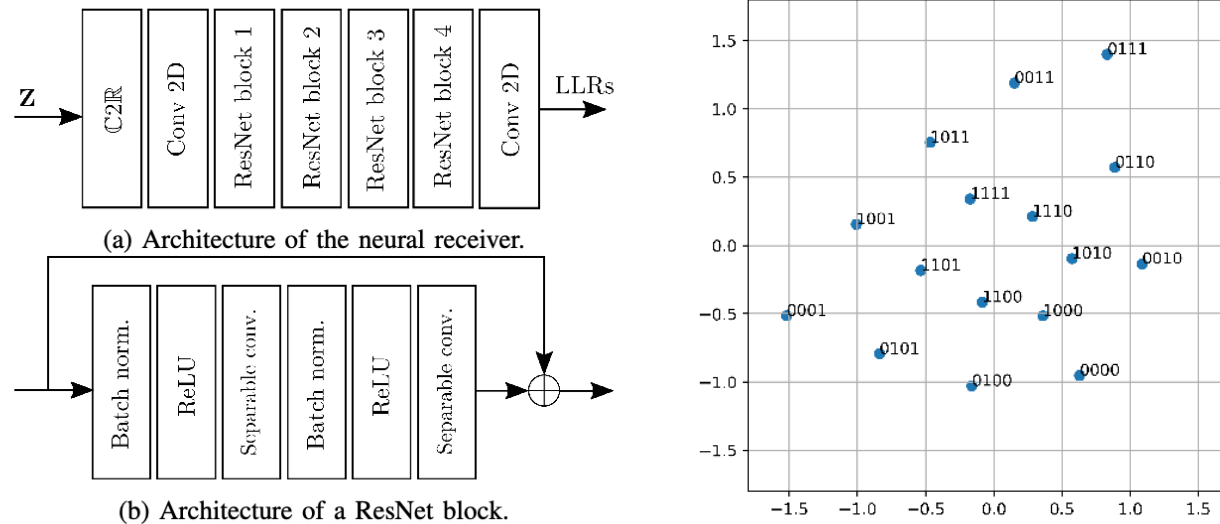 Z
ℂ2ℝ
Conv 2D
ResNet block 1
ResNet block 2
ResNet block 3
ResNet block 4
Conv 2D
LLRs
(a) Architecture of the neural receiver.
Batch norm.
ReLU
Separable conv.
Batch norm.
ReLU
Separable conv.
(b) Architecture of a ResNet block.
1.5
1.0
0.5
0.0
−0.5
−1.0
−1.5
0111
0011
1011
0110
1111
1110
1001
1010
0010
1101
1100
1000
0001
0101
0100
0000
−1.5 −1.0 −0.5 0.0 0.5 1.0 1.5